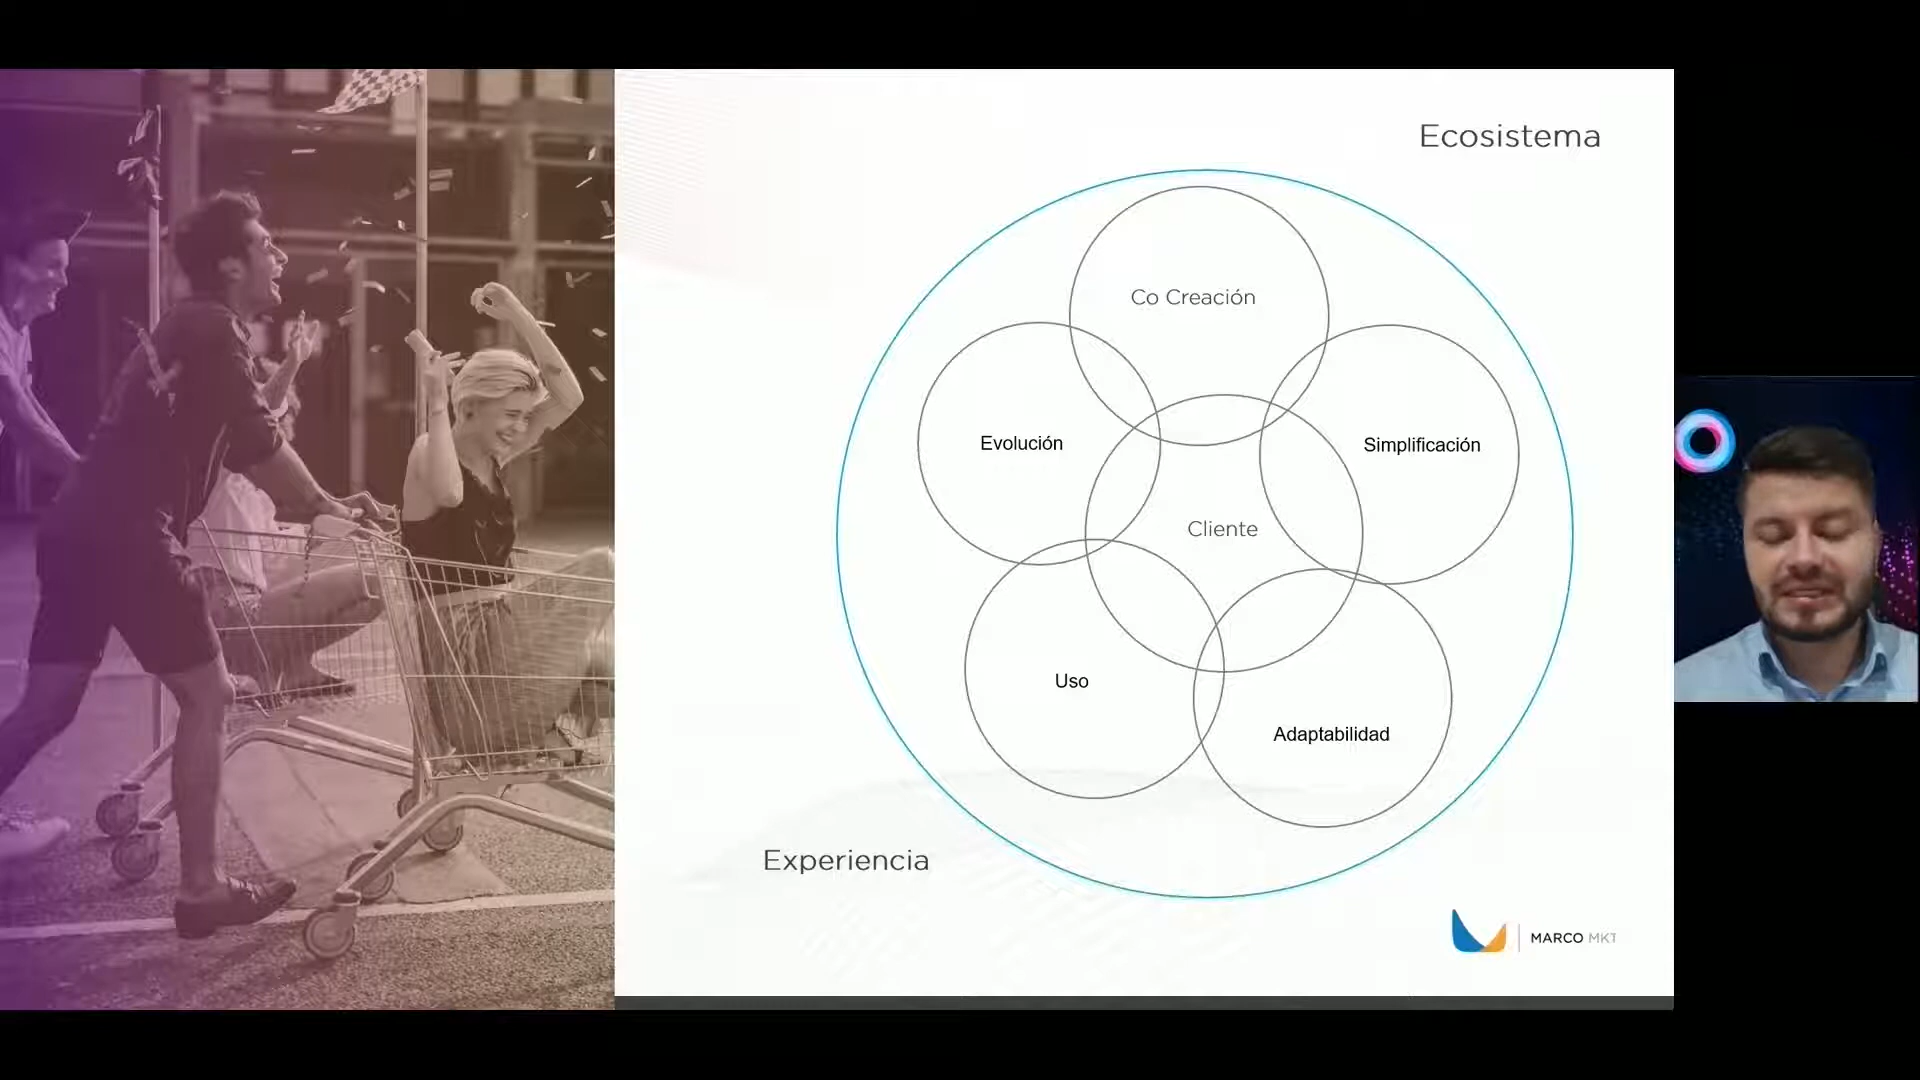 Ecosistema
Co Creación
Evolución
Simplificación
Cliente
Uso
Adaptabilidad
Experiencia
MARCO MKT